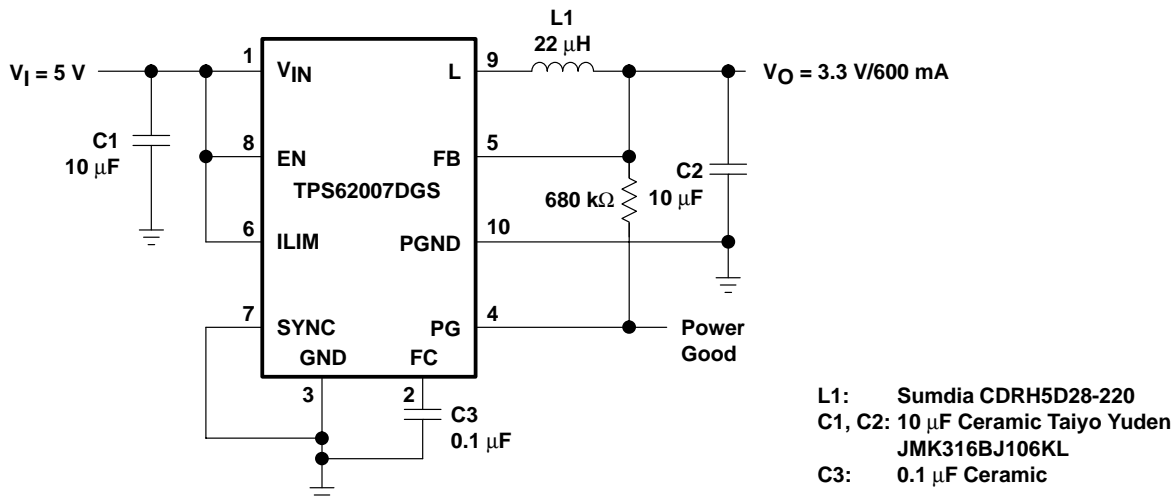 L1
22 μH
VI = 5 V
1
VIN
L
9
VO = 3.3 V/600 mA
C1
10 μF
8
EN
FB
5
C2
10 μF
TPS62007DGS
680 kΩ
6
ILIM
PGND
10
7
SYNC
PG
4
Power
Good
GND
FC
3
2
C3
0.1 μF
L1: Sumdia CDRH5D28-220
C1, C2: 10 μF Ceramic Taiyo Yuden
JMK316BJ106KL
C3: 0.1 μF Ceramic